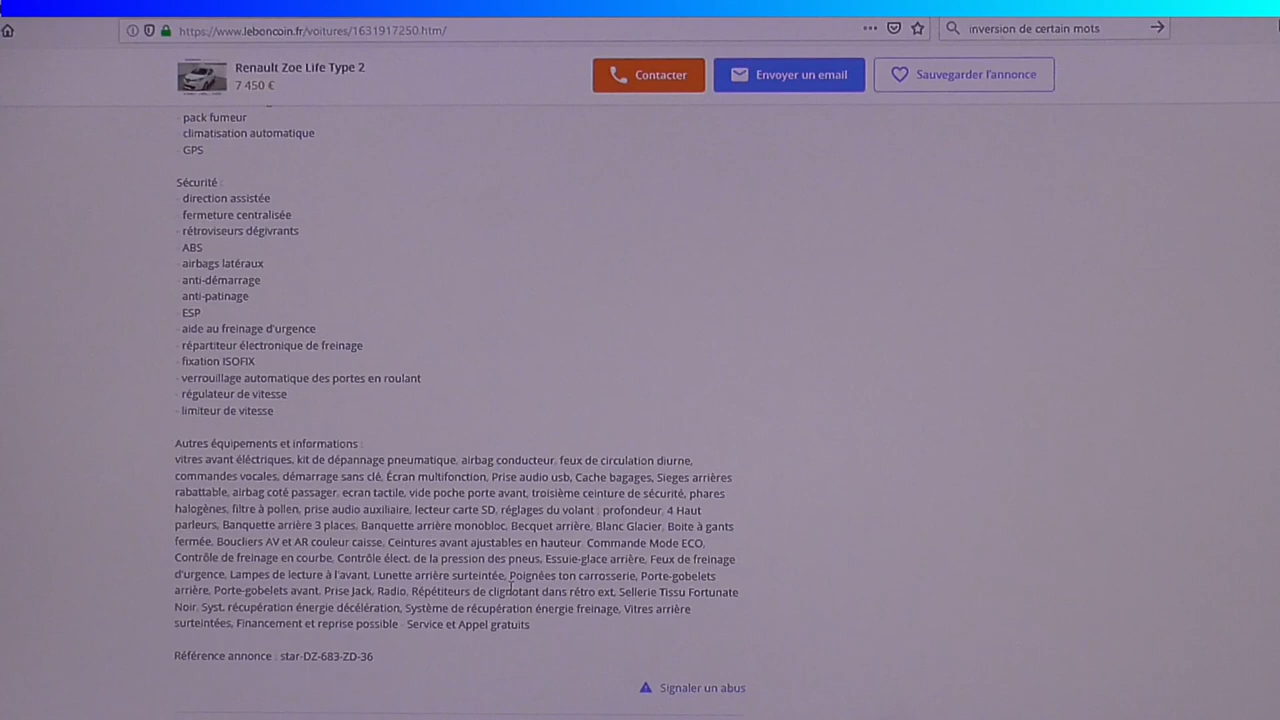 https://www.leboncoin.fr/voitures/1631917250.htm/
inversion de certain mots
Renault Zoe Life Type 2
7 450 €
Contacter
Envoyer un email
Sauvegarder l'annonce
- pack fumeur
- climatisation automatique
- GPS
Sécurité :
- direction assistée
- fermeture centralisée
- rétroviseurs dégivrants
- ABS
- airbags latéraux
- anti-démarrage
- anti-patinage
- ESP
- aide au freinage d'urgence
- répartiteur électronique de freinage
- fixation ISOFIX
- verrouillage automatique des portes en roulant
- régulateur de vitesse
- limiteur de vitesse
Autres équipements et informations :
vitres avant éléctriques, kit de dépannage pneumatique, airbag conducteur, feux de circulation diurne,
commandes vocales, démarrage sans clé, Écran multifonction, Prise audio usb, Cache bagages, Sieges arrières
rabattable, airbag coté passager, ecran tactile, vide poche porte avant, troisième ceinture de sécurité, phares
halogènes, filtre à pollen, prise audio auxiliaire, lecteur carte SD, réglages du volant : profondeur, 4 Haut
parleurs, Banquette arrière 3 places, Banquette arrière monobloc, Becquet arrière, Blanc Glacier, Boite à gants
fermée, Boucliers AV et AR couleur caisse, Ceintures avant ajustables en hauteur, Commande Mode ECO,
Contrôle de freinage en courbe, Contrôle élect. de la pression des pneus, Essuie-glace arrière, Feux de freinage
d'urgence, Lampes de lecture à l'avant, Lunette arrière surteintée, Poignées ton carrosserie, Porte-gobelets
arrière, Porte-gobelets avant, Prise Jack, Radio, Répétiteurs de clignotant dans rétro ext, Sellerie Tissu Fortunate
Noir, Syst. récupération énergie décélération, Système de récupération énergie freinage, Vitres arrière
surteintées, Financement et reprise possible - Service et Appel gratuits
Référence annonce : star-DZ-683-ZD-36
Signaler un abus